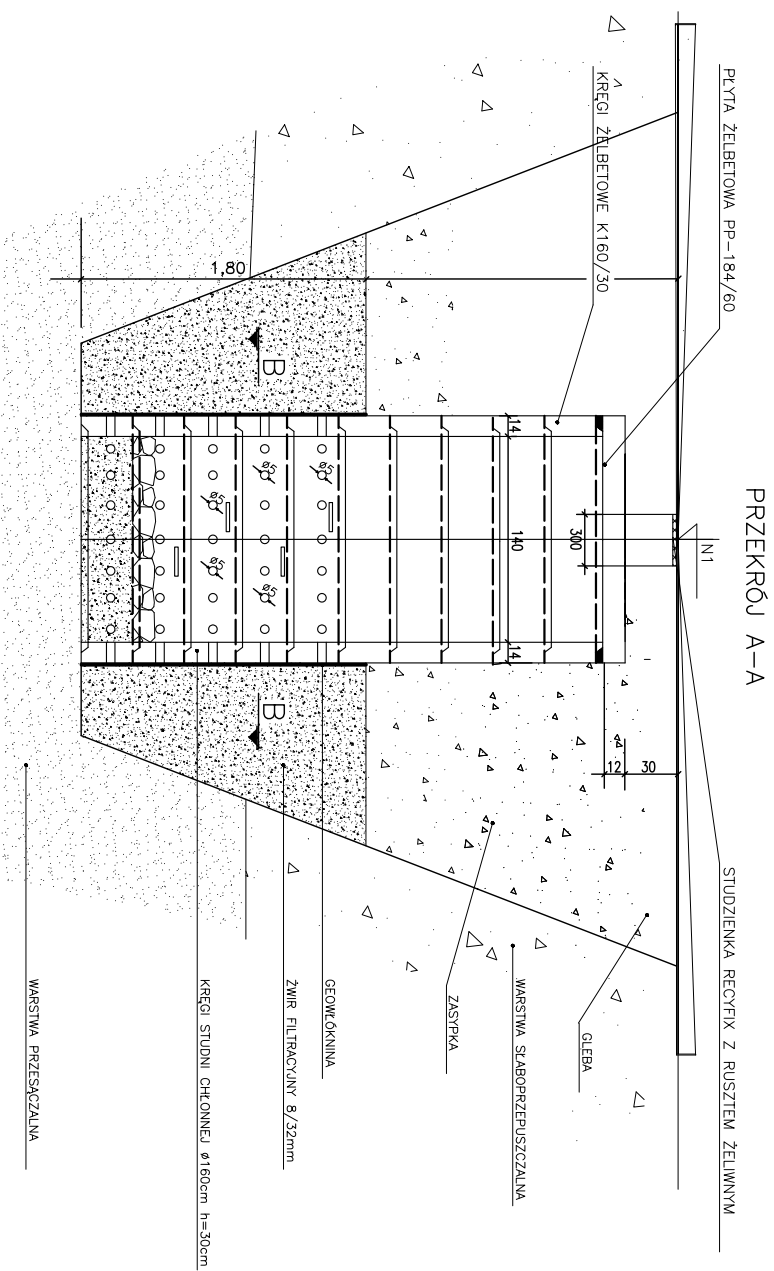 PRZEKRÓJ A-A
PŁYTA ŻELBETOWA PP-184/60
STUDZIENKA RECYFIX Z RUSZTEM ŻELIWNYM
N1
KRĘGI ŻELBETOWE K160/30
300
30
12
GLEBA
14
140
14
WARSTWA SŁABOPRZEPUSZCZALNA
ZASYPKA
1,80
B
B
ø5
ø5
ø5
ø5
ø5
ø5
GEOWŁÓKNINA
ŻWIR FILTRACYJNY 8/32mm
KRĘGI STUDNI CHŁONNEJ ø160cm h=30cm
WARSTWA PRZESĄCZALNA